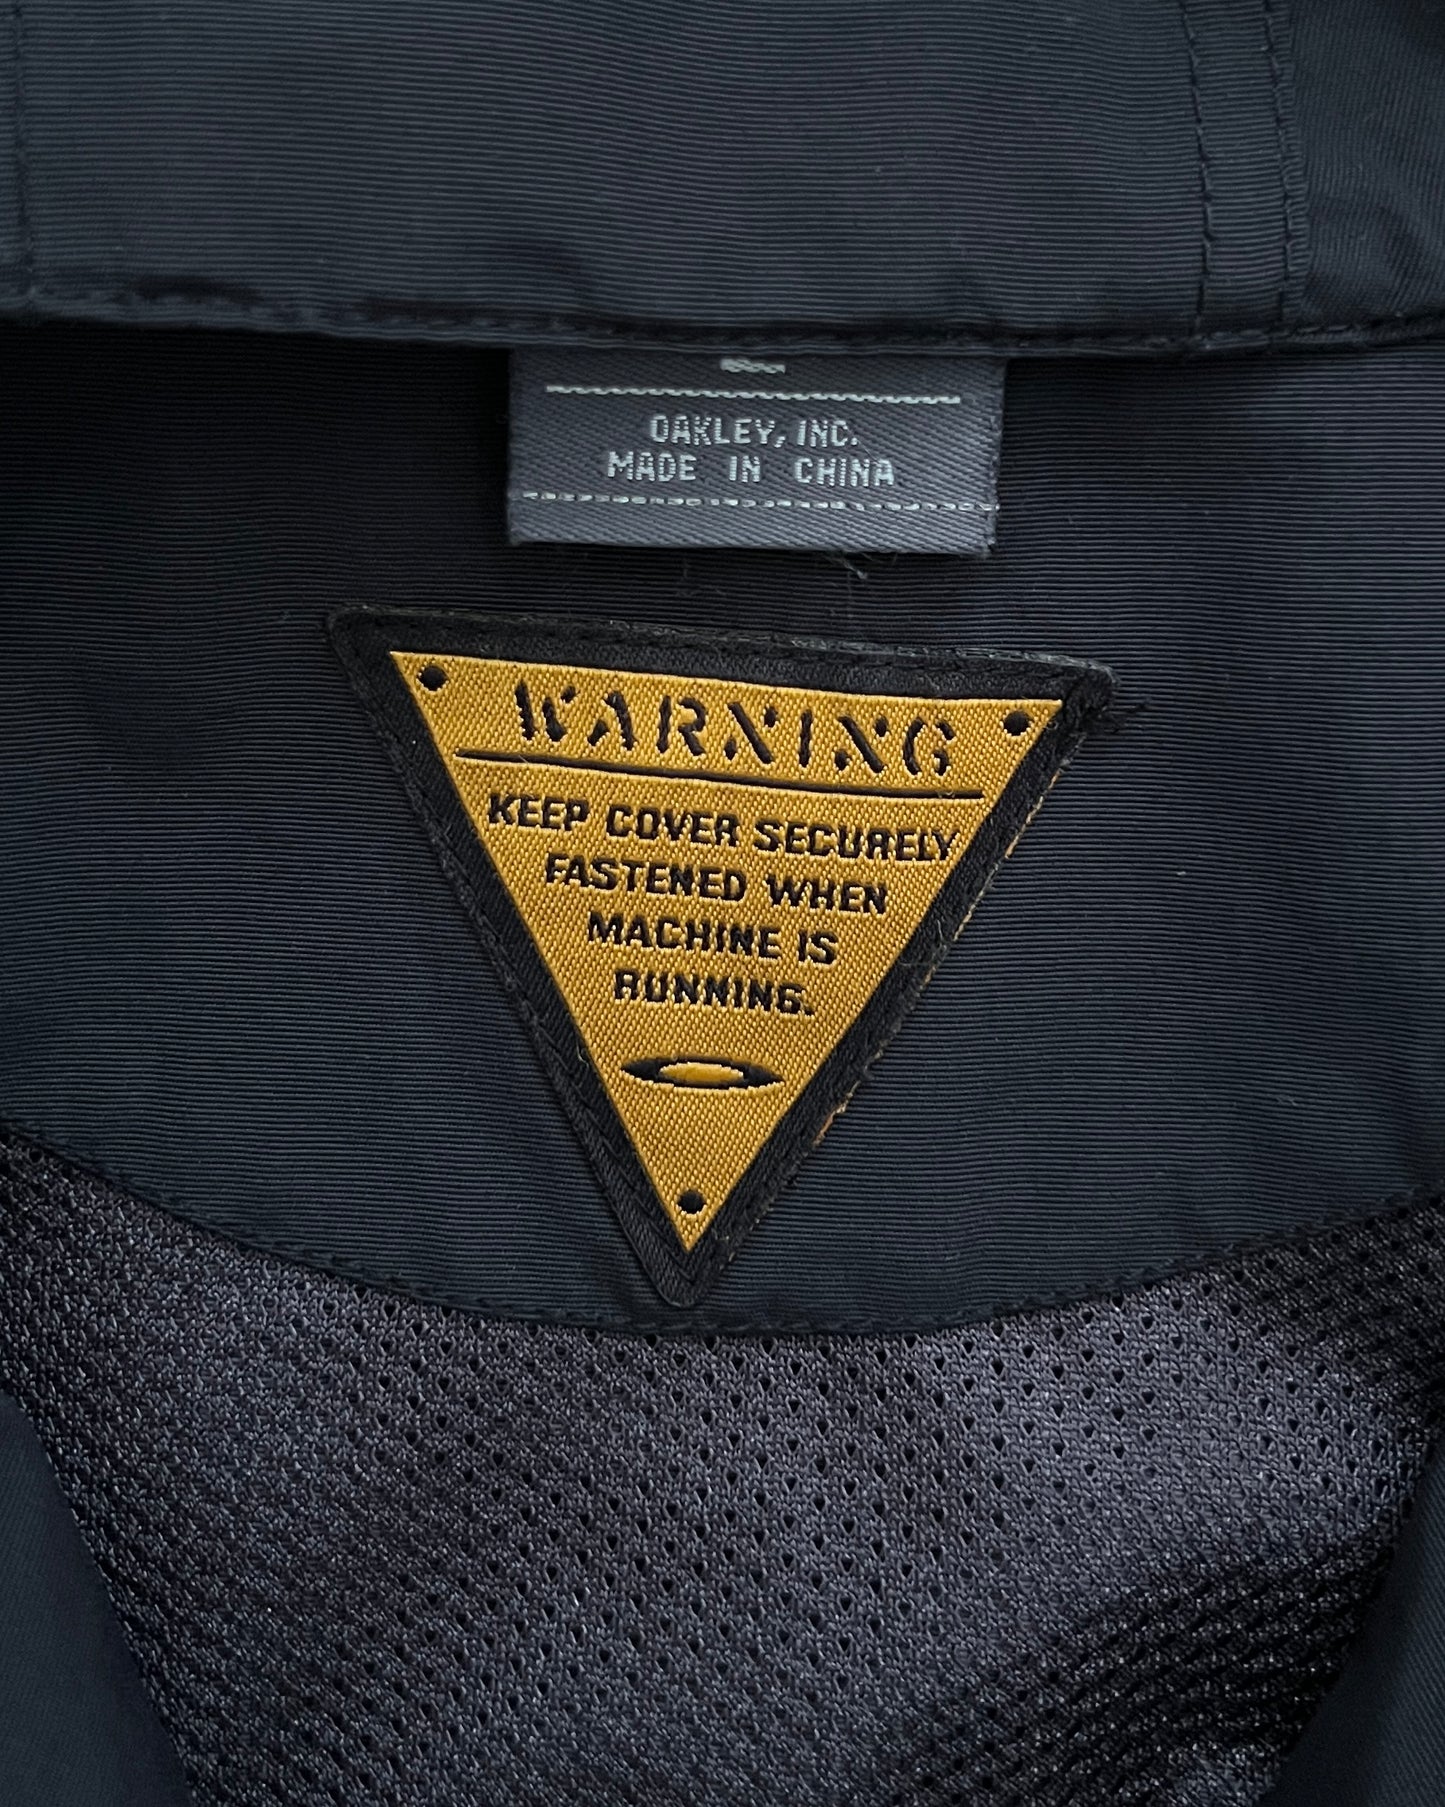 OAKLEY, INC.
MADE IN CHINA
WARNING
KEEP COVER SECURELY
FASTENED WHEN
MACHINE IS
RUNNING.